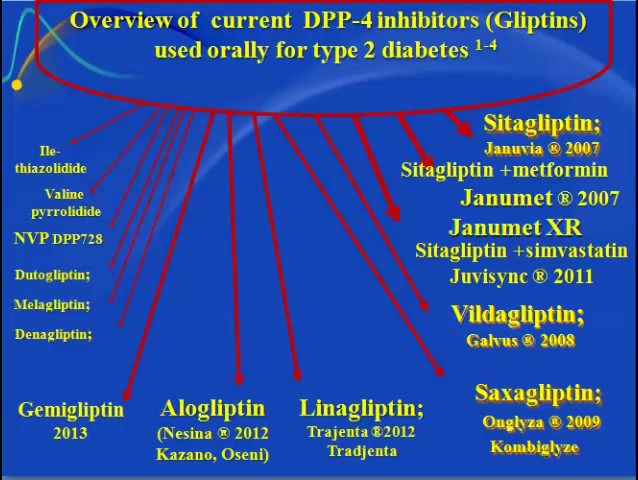 Overview of current DPP-4 inhibitors (Gliptins)
used orally for type 2 diabetes 1-4
Ile-
thiazolidide
Valine
pyrrolidide
NVP DPP728
Dutogliptin;
Melagliptin;
Denagliptin;
Gemigliptin
2013
Alogliptin
(Nesina ® 2012
Kazano, Oseni)
Linagliptin;
Trajenta ®2012
Tradjenta
Sitagliptin;
Januvia ® 2007
Sitagliptin +metformin
Janumet ® 2007
Janumet XR
Sitagliptin +simvastatin
Juvisync ® 2011
Vildagliptin;
Galvus ® 2008
Saxagliptin;
Onglyza ® 2009
Kombiglyze